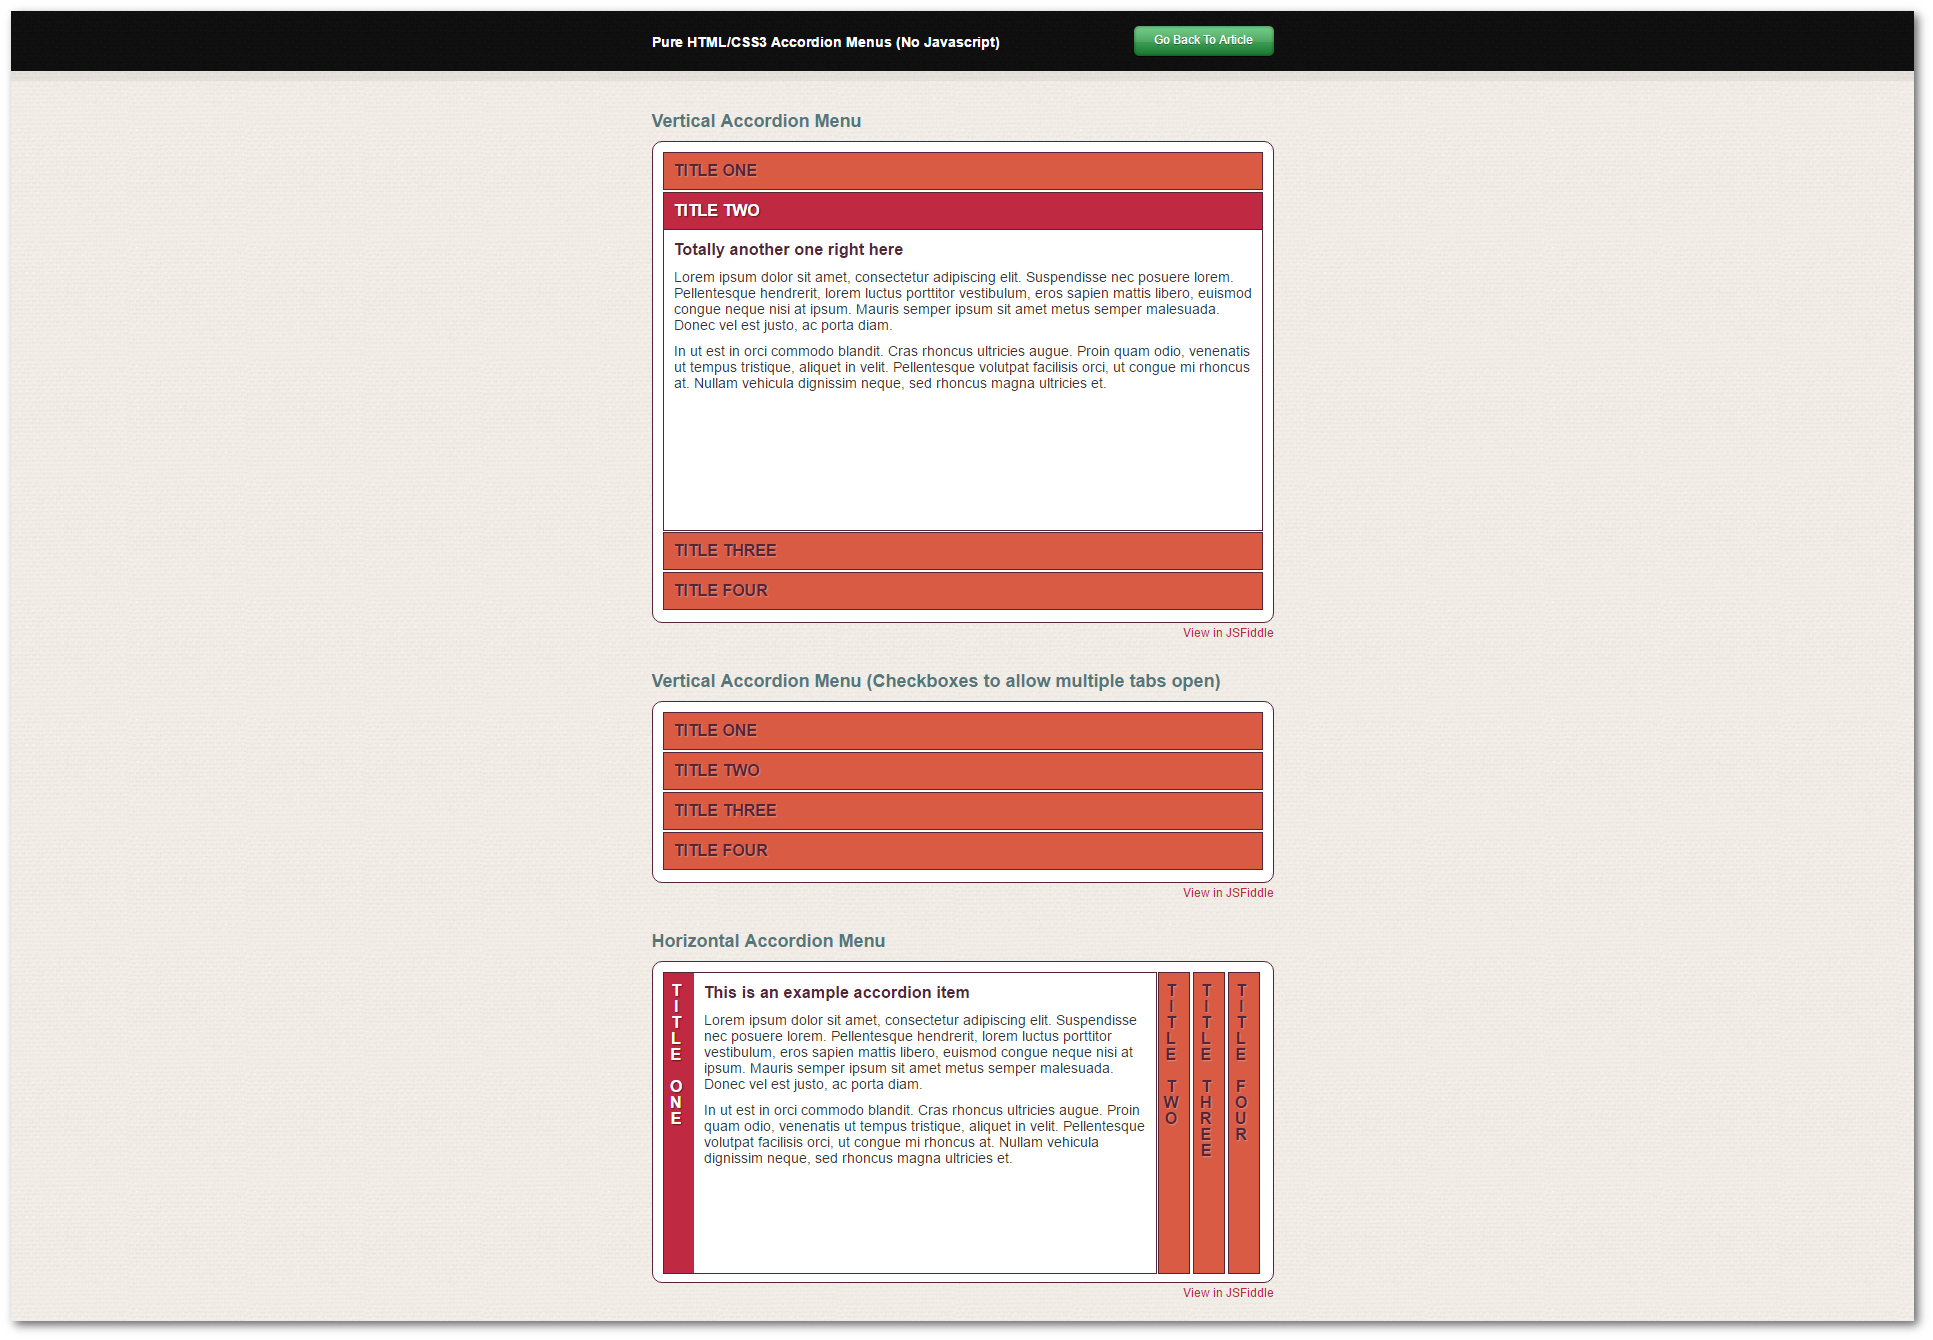 Pure HTML/CSS3 Accordion Menus (No Javascript)
Go Back To Article
Vertical Accordion Menu
TITLE ONE
TITLE TWO
Totally another one right here
Lorem ipsum dolor sit amet, consectetur adipiscing elit. Suspendisse nec posuere lorem.
Pellentesque hendrerit, lorem luctus porttitor vestibulum, eros sapien mattis libero, euismod
congue neque nisi at ipsum. Mauris semper ipsum sit amet metus semper malesuada.
Donec vel est justo, ac porta diam.
In ut est in orci commodo blandit. Cras rhoncus ultricies augue. Proin quam odio, venenatis
ut tempus tristique, aliquet in velit. Pellentesque volutpat facilisis orci, ut congue mi rhoncus
at. Nullam vehicula dignissim neque, sed rhoncus magna ultricies et.
TITLE THREE
TITLE FOUR
View in JSFiddle
Vertical Accordion Menu (Checkboxes to allow multiple tabs open)
TITLE ONE
TITLE TWO
TITLE THREE
TITLE FOUR
View in JSFiddle
Horizontal Accordion Menu
TITLE ONE
This is an example accordion item
Lorem ipsum dolor sit amet, consectetur adipiscing elit. Suspendisse
nec posuere lorem. Pellentesque hendrerit, lorem luctus porttitor
vestibulum, eros sapien mattis libero, euismod congue neque nisi at
ipsum. Mauris semper ipsum sit amet metus semper malesuada.
Donec vel est justo, ac porta diam.
In ut est in orci commodo blandit. Cras rhoncus ultricies augue. Proin
quam odio, venenatis ut tempus tristique, aliquet in velit. Pellentesque
volutpat facilisis orci, ut congue mi rhoncus at. Nullam vehicula
dignissim neque, sed rhoncus magna ultricies et.
TITLE TWO
TITLE THREE
TITLE FOUR
View in JSFiddle